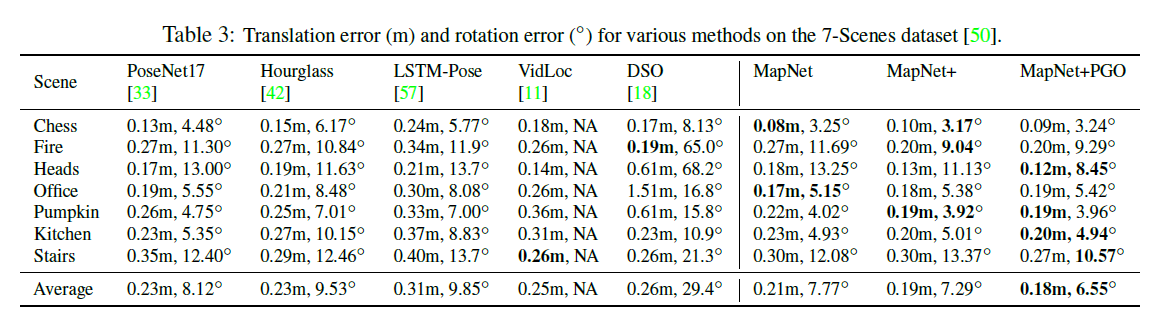 Table 3: Translation error (m) and rotation error (°) for various methods on the 7-Scenes dataset [50].
Scene PoseNet17 [33] Hourglass [42] LSTM-Pose [57] VidLoc [11] DSO [18] MapNet MapNet+ MapNet+PGO
Chess 0.13m, 4.48° 0.15m, 6.17° 0.24m, 5.77° 0.18m, NA 0.17m, 8.13° 0.08m, 3.25° 0.10m, 3.17° 0.09m, 3.24°
Fire 0.27m, 11.30° 0.27m, 10.84° 0.34m, 11.9° 0.26m, NA 0.19m, 65.0° 0.27m, 11.69° 0.20m, 9.04° 0.20m, 9.29°
Heads 0.17m, 13.00° 0.19m, 11.63° 0.21m, 13.7° 0.14m, NA 0.61m, 68.2° 0.18m, 13.25° 0.13m, 11.13° 0.12m, 8.45°
Office 0.19m, 5.55° 0.21m, 8.48° 0.30m, 8.08° 0.26m, NA 1.51m, 16.8° 0.17m, 5.15° 0.18m, 5.38° 0.19m, 5.42°
Pumpkin 0.26m, 4.75° 0.25m, 7.01° 0.33m, 7.00° 0.36m, NA 0.61m, 15.8° 0.22m, 4.02° 0.19m, 3.92° 0.19m, 3.96°
Kitchen 0.23m, 5.35° 0.27m, 10.15° 0.37m, 8.83° 0.31m, NA 0.23m, 10.9° 0.23m, 4.93° 0.20m, 5.01° 0.20m, 4.94°
Stairs 0.35m, 12.40° 0.29m, 12.46° 0.40m, 13.7° 0.26m, NA 0.26m, 21.3° 0.30m, 12.08° 0.30m, 13.37° 0.27m, 10.57°
Average 0.23m, 8.12° 0.23m, 9.53° 0.31m, 9.85° 0.25m, NA 0.26m, 29.4° 0.21m, 7.77° 0.19m, 7.29° 0.18m, 6.55°